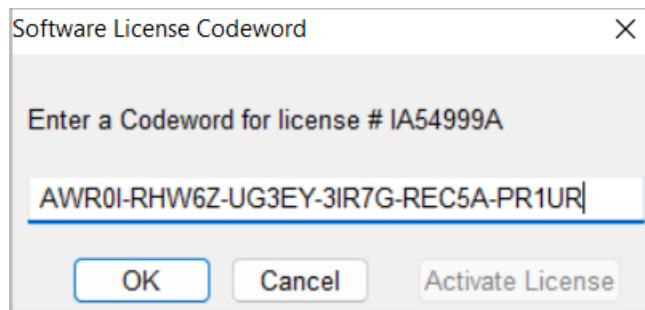 Software License Codeword
Enter a Codeword for license # IA54999A
AWR0I-RHW6Z-UG3EY-3IR7G-REC5A-PR1UR
OK Cancel Activate License